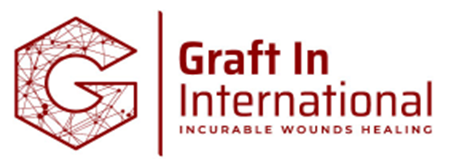 G
Graft In
International
INCURABLE WOUNDS HEALING